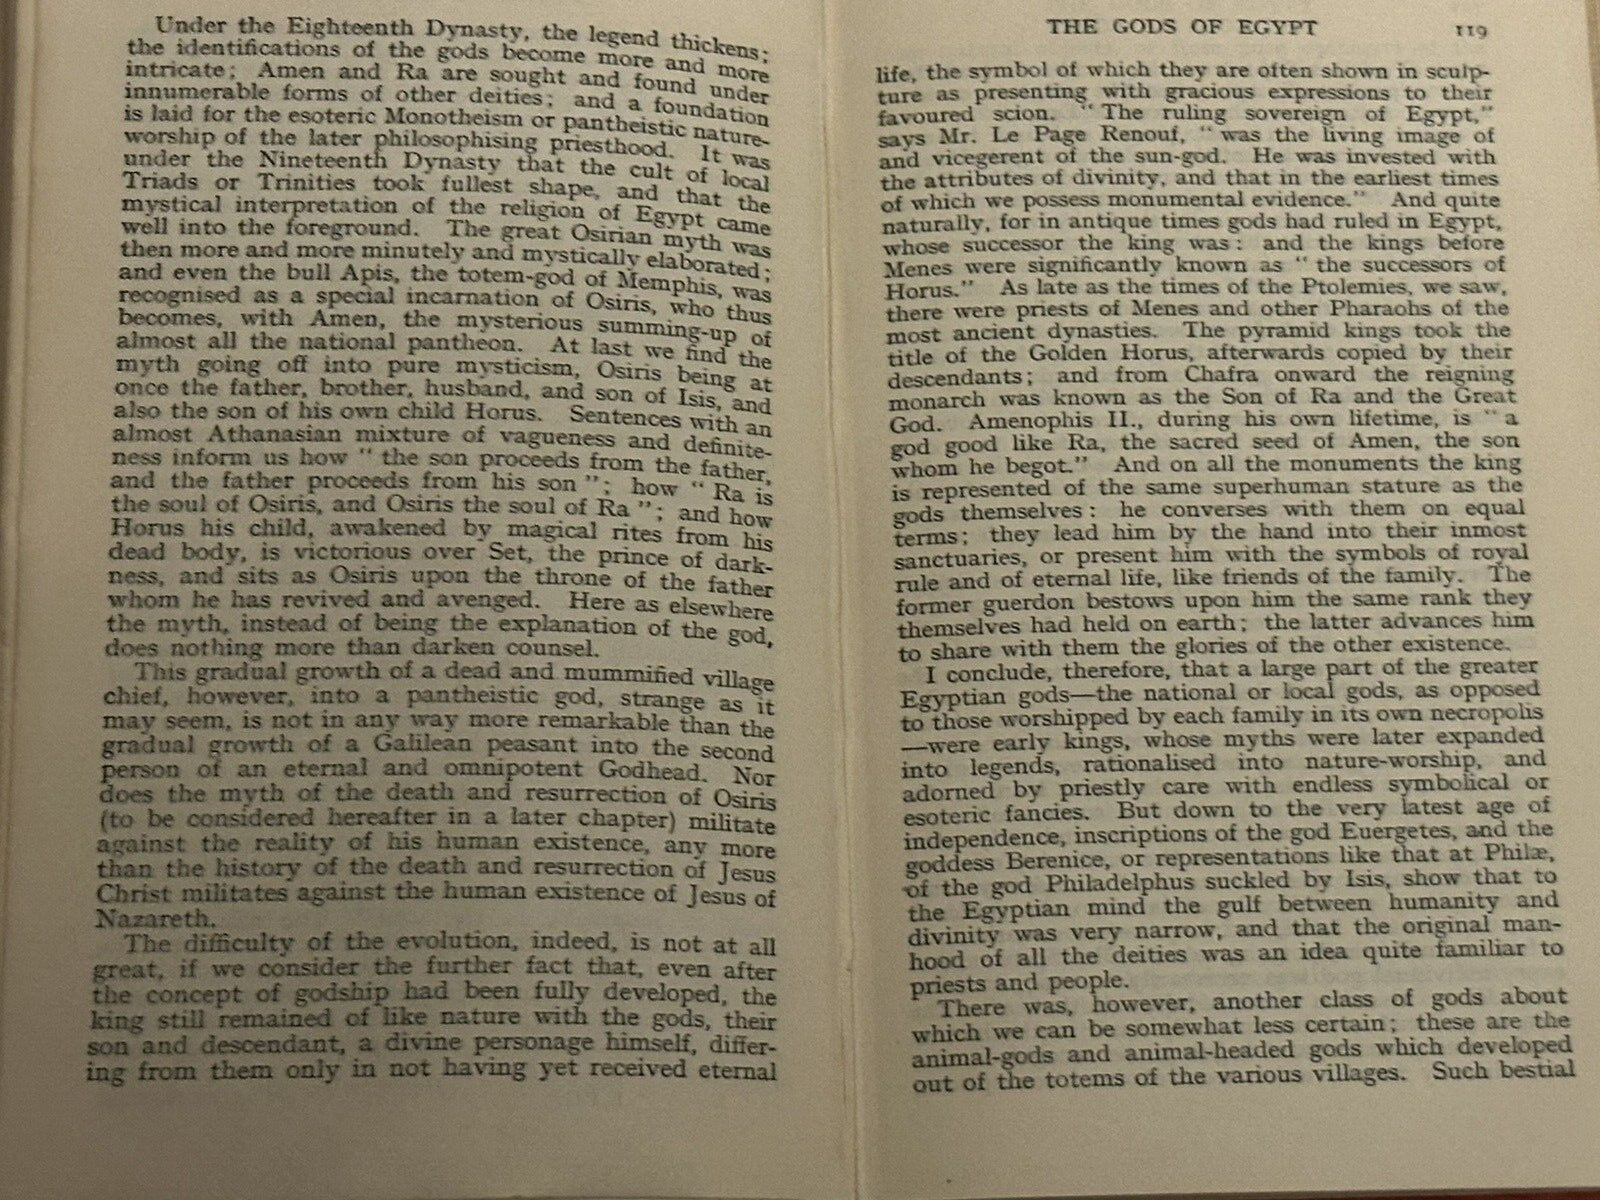 Under the Eighteenth Dynasty, the legend thickens;
the identifications of the gods become more and more
intricate; Amen and Ra are sought and found under
innumerable forms of other deities; and a foundation
is laid for the esoteric Monotheism or pantheistic nature-
worship of the later philosophising priesthood. It was
under the Nineteenth Dynasty that the cult of local
Triads or Trinities took fullest shape, and that the
mystical interpretation of the religion of Egypt came
well into the foreground. The great Osirian myth was
then more and more minutely and mystically elaborated;
and even the bull Apis, the totem-god of Memphis, was
recognised as a special incarnation of Osiris, who thus
becomes, with Amen, the mysterious summing-up of
almost all the national pantheon. At last we find the
myth going off into pure mysticism, Osiris being at
once the father, brother, husband, and son of Isis, and
also the son of his own child Horus. Sentences with an
almost Athanasian mixture of vagueness and definite-
ness inform us how " the son proceeds from the father,
and the father proceeds from his son "; how " Ra is
the soul of Osiris, and Osiris the soul of Ra "; and how
Horus his child, awakened by magical rites from his
dead body, is victorious over Set, the prince of dark-
ness, and sits as Osiris upon the throne of the father
whom he has revived and avenged. Here as elsewhere
the myth, instead of being the explanation of the god,
does nothing more than darken counsel.
This gradual growth of a dead and mummified village
chief, however, into a pantheistic god, strange as it
may seem, is not in any way more remarkable than the
gradual growth of a Galilean peasant into the second
person of an eternal and omnipotent Godhead. Nor
does the myth of the death and resurrection of Osiris
(to be considered hereafter in a later chapter) militate
against the reality of his human existence, any more
than the history of the death and resurrection of Jesus
Christ militates against the human existence of Jesus of
Nazareth.
The difficulty of the evolution, indeed, is not at all
great, if we consider the further fact that, even after
the concept of godship had been fully developed, the
king still remained of like nature with the gods, their
son and descendant, a divine personage himself, differ-
ing from them only in not having yet received eternal
THE GODS OF EGYPT 119
life, the symbol of which they are often shown in sculp-
ture as presenting with gracious expressions to their
favoured scion. " The ruling sovereign of Egypt,"
says Mr. Le Page Renouf, " was the living image of
and vicegerent of the sun-god. He was invested with
the attributes of divinity, and that in the earliest times
of which we possess monumental evidence." And quite
naturally, for in antique times gods had ruled in Egypt,
whose successor the king was: and the kings before
Menes were significantly known as " the successors of
Horus." As late as the times of the Ptolemies, we saw,
there were priests of Menes and other Pharaohs of the
most ancient dynasties. The pyramid kings took the
title of the Golden Horus, afterwards copied by their
descendants; and from Chafra onward the reigning
monarch was known as the Son of Ra and the Great
God. Amenophis II., during his own lifetime, is " a
god good like Ra, the sacred seed of Amen, the son
whom he begot." And on all the monuments the king
is represented of the same superhuman stature as the
gods themselves: he converses with them on equal
terms; they lead him by the hand into their inmost
sanctuaries, or present him with the symbols of royal
rule and of eternal life, like friends of the family. The
former guerdon bestows upon him the same rank they
themselves had held on earth; the latter advances him
to share with them the glories of the other existence.
I conclude, therefore, that a large part of the greater
Egyptian gods—the national or local gods, as opposed
to those worshipped by each family in its own necropolis
—were early kings, whose myths were later expanded
into legends, rationalised into nature-worship, and
adorned by priestly care with endless symbolical or
esoteric fancies. But down to the very latest age of
independence, inscriptions of the god Euergetes, and the
goddess Berenice, or representations like that at Philæ,
of the god Philadelphus suckled by Isis, show that to
the Egyptian mind the gulf between humanity and
divinity was very narrow, and that the original man-
hood of all the deities was an idea quite familiar to
priests and people.
There was, however, another class of gods about
which we can be somewhat less certain; these are the
animal-gods and animal-headed gods which developed
out of the totems of the various villages. Such bestial